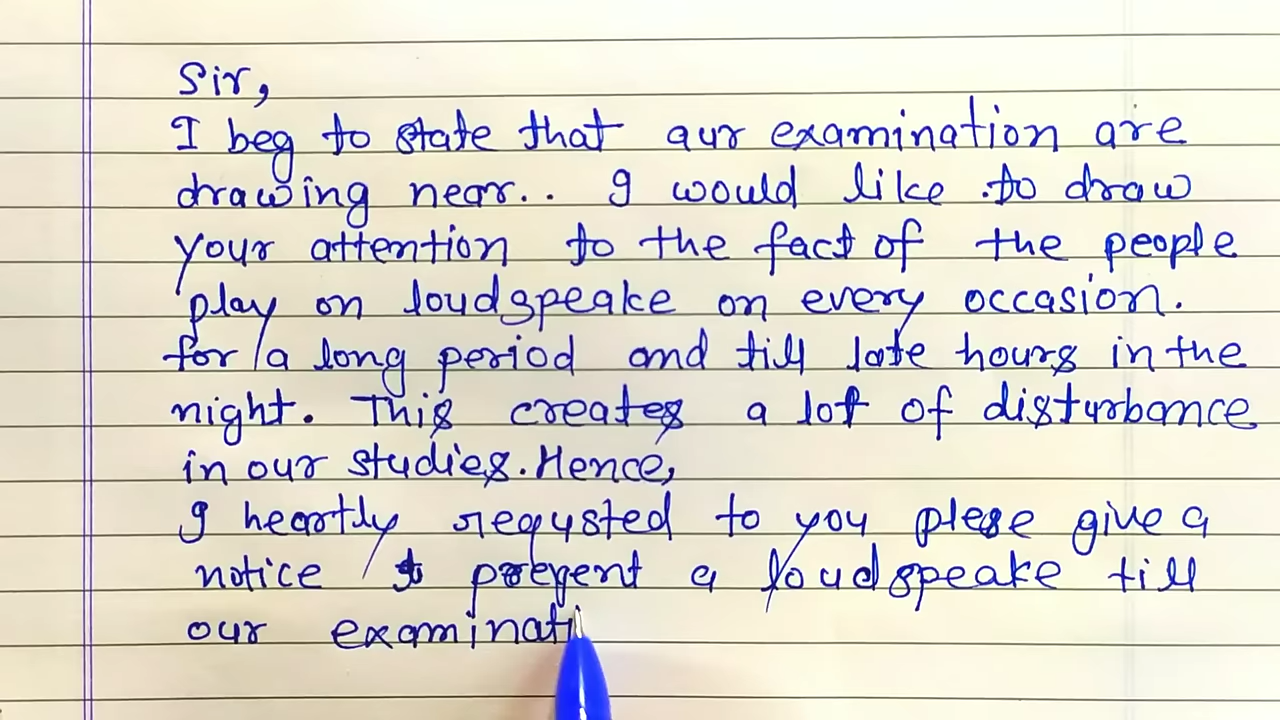 Sir,
I beg to state that aur examination are
drawing near.. I would like to draw
your attention to the fact of the people
play on loudspeake on every occasion.
for a long period and till late hours in the
night. This creates a lot of disturbance
in our studies. Hence,
I heartly requsted to you plese give a
notice to prevent a loudspeake till
our examinati